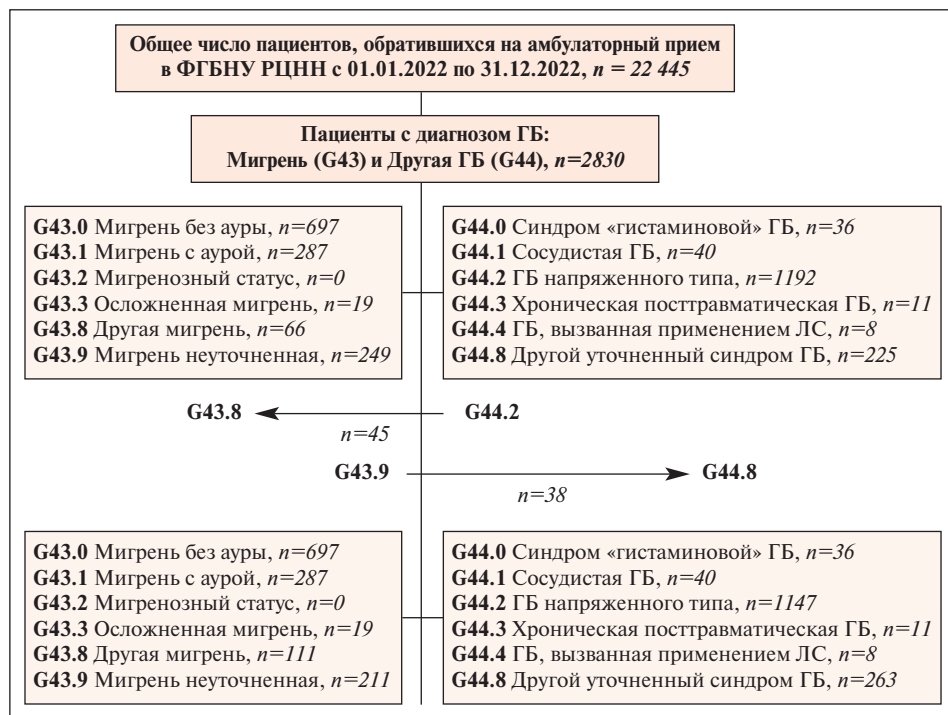 Общее число пациентов, обратившихся на амбулаторный прием
в ФГБНУ РЦНН с 01.01.2022 по 31.12.2022, n = 22 445
Пациенты с диагнозом ГБ:
Мигрень (G43) и Другая ГБ (G44), n=2830
G43.0 Мигрень без ауры, n=697
G43.1 Мигрень с аурой, n=287
G43.2 Мигренозный статус, n=0
G43.3 Осложненная мигрень, n=19
G43.8 Другая мигрень, n=66
G43.9 Мигрень неуточненная, n=249
G44.0 Синдром «гистаминовой» ГБ, n=36
G44.1 Сосудистая ГБ, n=40
G44.2 ГБ напряженного типа, n=1192
G44.3 Хроническая посттравматическая ГБ, n=11
G44.4 ГБ, вызванная применением ЛС, n=8
G44.8 Другой уточненный синдром ГБ, n=225
G43.8
G44.2
n=45
G43.9
G44.8
n=38
G43.0 Мигрень без ауры, n=697
G43.1 Мигрень с аурой, n=287
G43.2 Мигренозный статус, n=0
G43.3 Осложненная мигрень, n=19
G43.8 Другая мигрень, n=111
G43.9 Мигрень неуточненная, n=211
G44.0 Синдром «гистаминовой» ГБ, n=36
G44.1 Сосудистая ГБ, n=40
G44.2 ГБ напряженного типа, n=1147
G44.3 Хроническая посттравматическая ГБ, n=11
G44.4 ГБ, вызванная применением ЛС, n=8
G44.8 Другой уточненный синдром ГБ, n=263